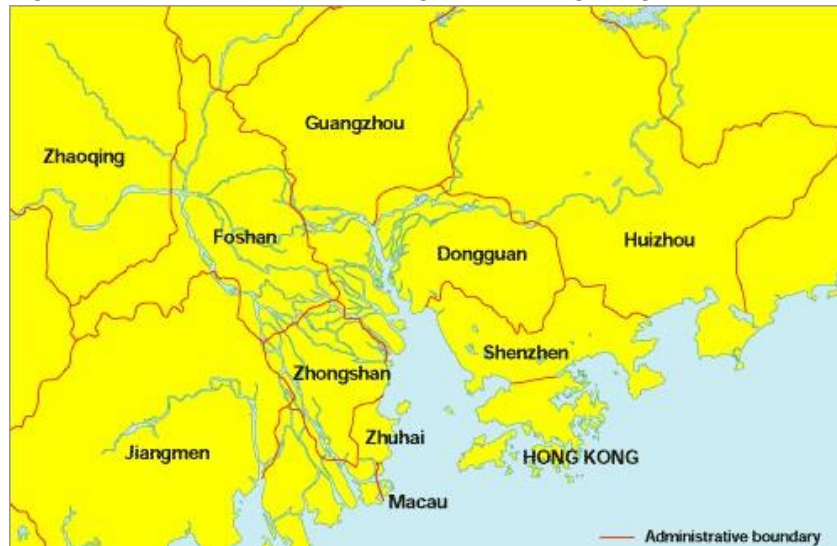 Guangzhou
Zhaoqing
Foshan
Dongguan
Huizhou
Shenzhen
Zhongshan
Zhuhai
Jiangmen
HONG KONG
Macau
Administrative boundary